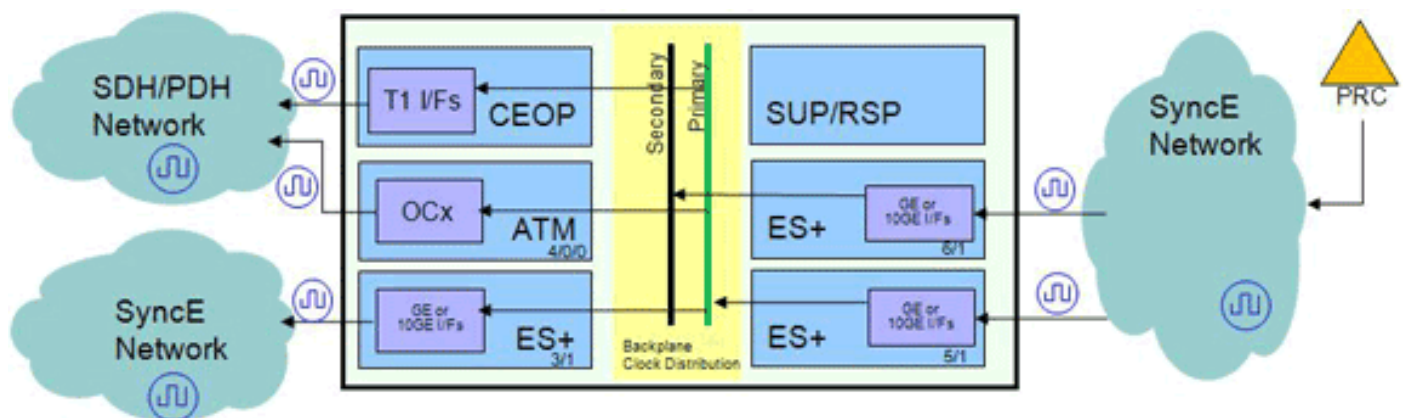 SDH/PDH
Network
T1 I/Fs
CEOP
OCx
ATM
4/0/0
SyncE
Network
GE or
10GE I/Fs
ES+
3/1
Secondary
Primary
Backplane
Clock Distribution
SUP/RSP
GE or
10GE I/Fs
ES+
6/1
GE or
10GE I/Fs
ES+
5/1
SyncE
Network
PRC